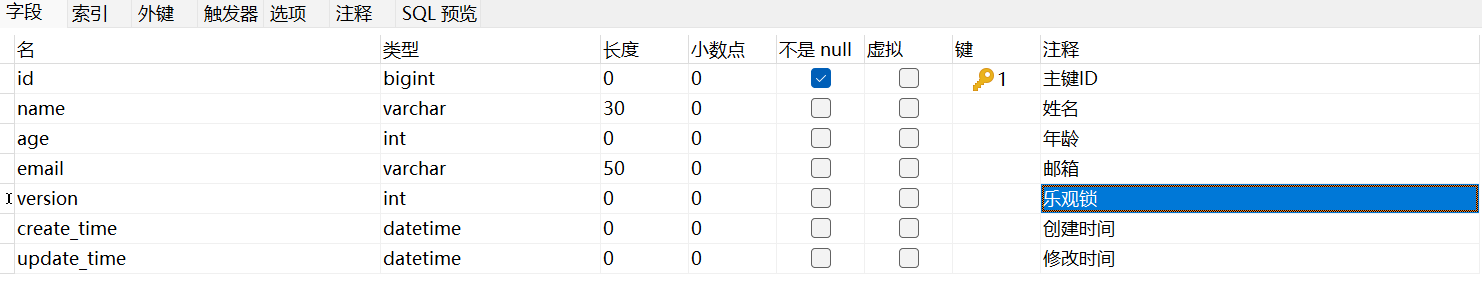 字段 索引 外键 触发器 选项 注释 SQL 预览
名 类型 长度 小数点 不是 null 虚拟 键 注释
id bigint 0 0 1 主键ID
name varchar 30 0 姓名
age int 0 0 年龄
email varchar 50 0 邮箱
version int 0 0 乐观锁
create_time datetime 0 0 创建时间
update_time datetime 0 0 修改时间